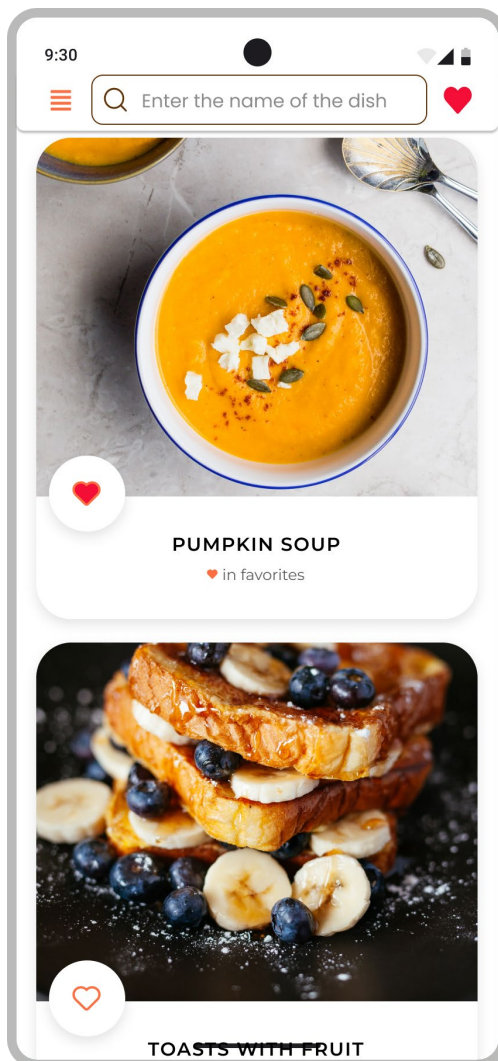 9:30
Enter the name of the dish
PUMPKIN SOUP
in favorites
TOASTS WITH FRUIT